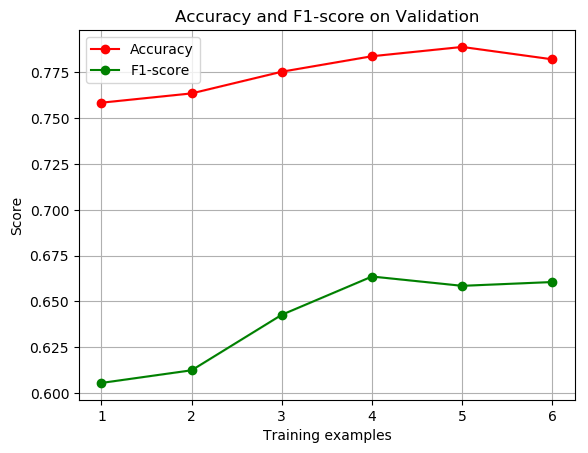 Accuracy and F1-score on Validation
Accuracy
F1-score
0.775
0.750
0.725
0.700
0.675
0.650
0.625
0.600
Score
1 2 3 4 5 6
Training examples